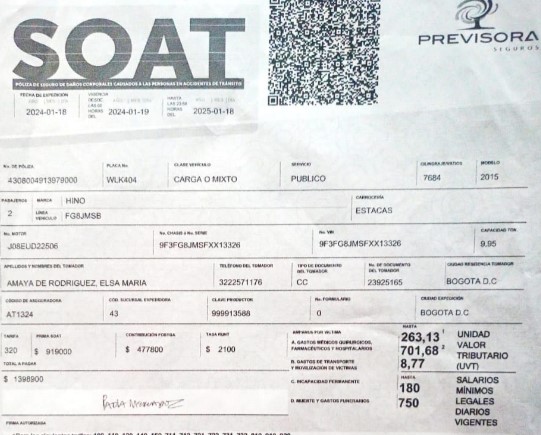 SOAT
PÓLIZA DE SEGURO DE DAÑOS CORPORALES CAUSADOS A LAS PERSONAS EN ACCIDENTES DE TRÁNSITO
PREVISORA
SEGUROS
FECHA DE EXPEDICIÓN
2024-01-18
VIGENCIA DESDE LAS 00 HORAS DEL 2024-01-19
HASTA LAS 23:59 HORAS DEL 2025-01-18
No. DE PÓLIZA PLACA No. CLASE VEHÍCULO SERVICIO CILINDRAJE/VATIOS MODELO
4308004913979000 WLK404 CARGA O MIXTO PUBLICO 7684 2015
PASAJEROS MARCA HINO CARROCERÍA
2 LÍNEA VEHÍCULO FG8JMSB ESTACAS
No. MOTOR No. CHASIS ó No. SERIE No. VIN CAPACIDAD TON
J08EUD22506 9F3FG8JMSFXX13326 9F3FG8JMSFXX13326 9.95
APELLIDOS Y NOMBRES DEL TOMADOR TELÉFONO DEL TOMADOR TIPO DE DOCUMENTO DEL TOMADOR No. DE DOCUMENTO DEL TOMADOR CIUDAD RESIDENCIA TOMADOR
AMAYA DE RODRIGUEZ, ELSA MARIA 3222571176 CC 23925165 BOGOTA D.C
CÓDIGO DE ASEGURADORA CÓD. SUCURSAL EXPEDIDORA CLAVE PRODUCTOR No. FORMULARIO CIUDAD EXPEDICIÓN
AT1324 43 999913588 0 BOGOTA D.C
TARIFA PRIMA SOAT CONTRIBUCIÓN FOSYGA TASA RUNT
320 $ 919000 $ 477800 $ 2100
TOTAL A PAGAR
$ 1398900
FIRMA AUTORIZADA
AMPAROS POR VÍCTIMA HASTA
A. GASTOS MÉDICOS QUIRÚRGICOS, FARMACÉUTICOS Y HOSPITALARIOS 263,13 1
701,68 2
B. GASTOS DE TRANSPORTE Y MOVILIZACIÓN DE VÍCTIMAS 8,77
UNIDAD VALOR TRIBUTARIO (UVT)
C. INCAPACIDAD PERMANENTE HASTA 180
D. MUERTE Y GASTOS FUNERARIOS 750
SALARIOS MÍNIMOS LEGALES DIARIOS VIGENTES